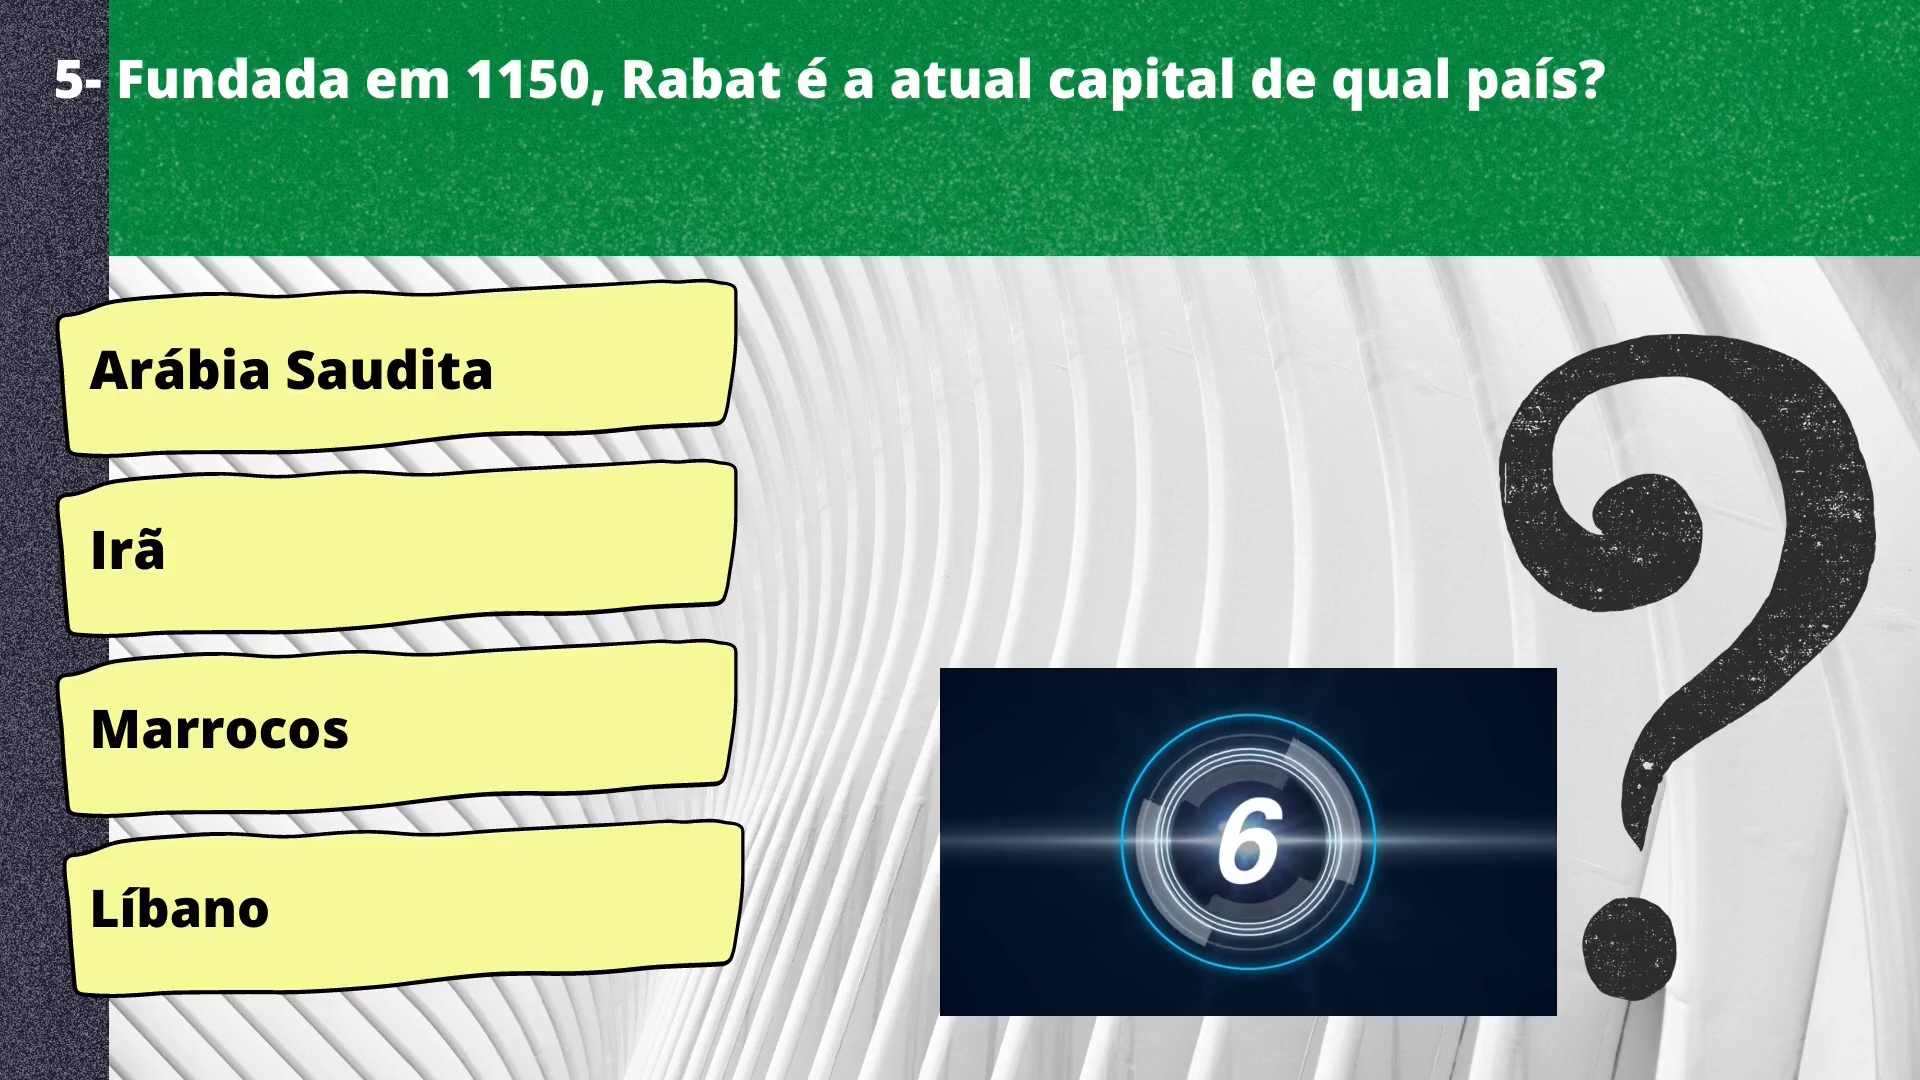 5- Fundada em 1150, Rabat é a atual capital de qual país?
Arábia Saudita
Irã
Marrocos
Líbano
6
?